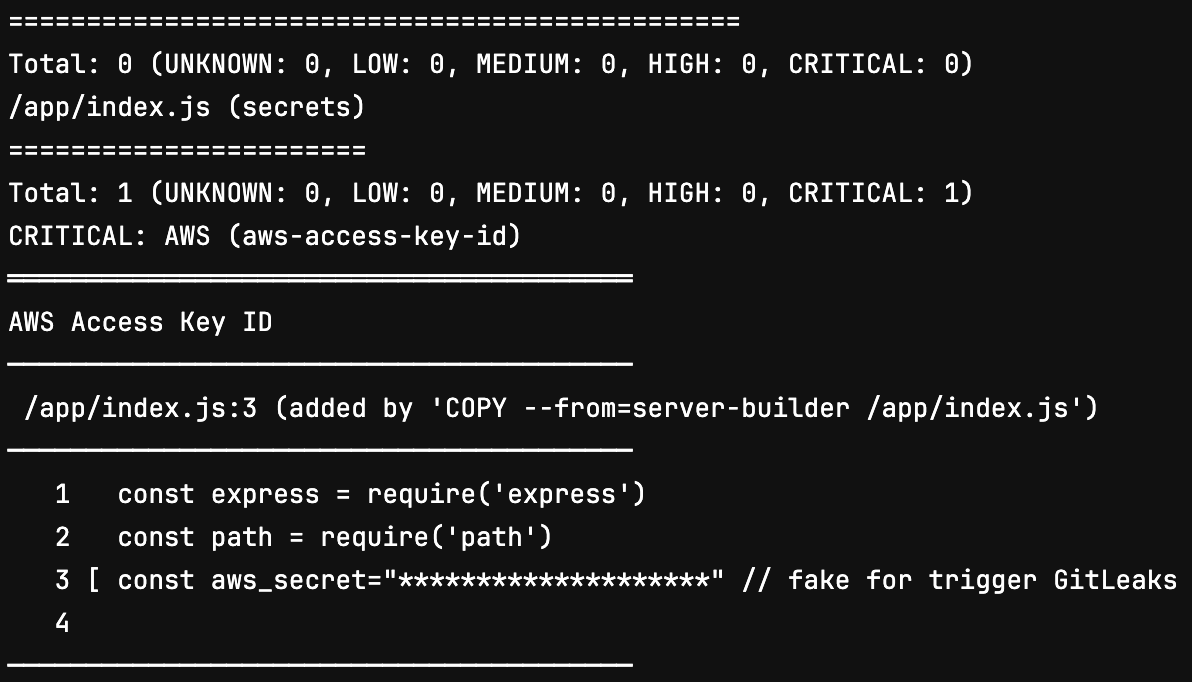 ===============================================
Total: 0 (UNKNOWN: 0, LOW: 0, MEDIUM: 0, HIGH: 0, CRITICAL: 0)
/app/index.js (secrets)
=======================
Total: 1 (UNKNOWN: 0, LOW: 0, MEDIUM: 0, HIGH: 0, CRITICAL: 1)
CRITICAL: AWS (aws-access-key-id)
════════════════════════════════════════
AWS Access Key ID
────────────────────────────────────────
 /app/index.js:3 (added by 'COPY --from=server-builder /app/index.js')
────────────────────────────────────────
   1   const express = require('express')
   2   const path = require('path')
   3 [ const aws_secret="********************" // fake for trigger GitLeaks
   4
────────────────────────────────────────